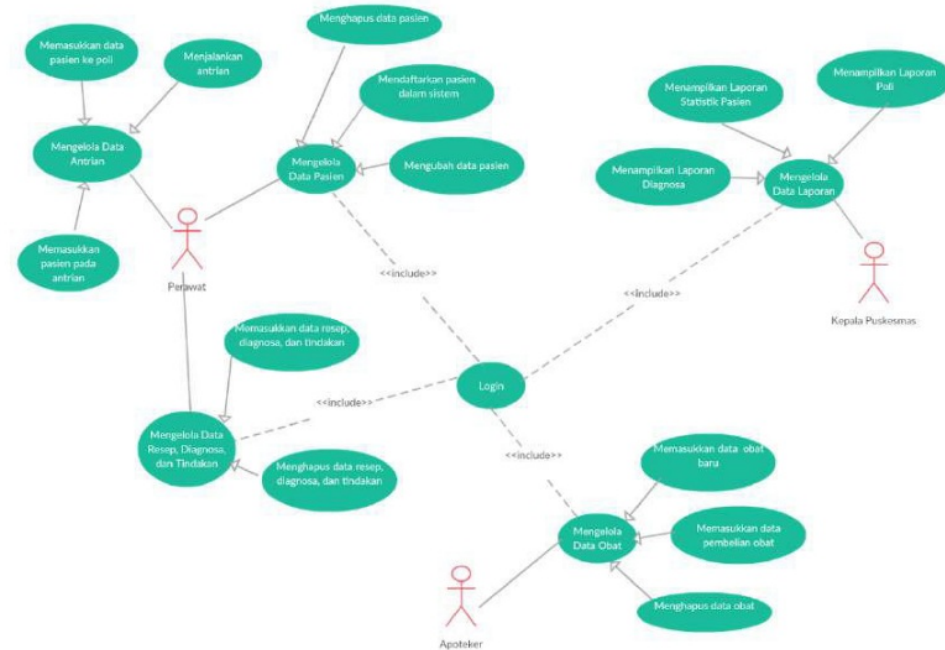 Menghapus data pasien
Memasukkan data
pasien ke poli
Menjalankan
antrian
Mendaftarkan pasien
dalam sistem
Menampilkan Laporan
Statistik Pasien
Menampilkan Laporan
Poli
Mengelola Data
Antrian
Mengelola
Data Pasien
Mengubah data pasien
Menampilkan Laporan
Diagnosa
Mengelola
Data Laporan
Memasukkan
pasien pada
antrian
Perawat
<<include>>
<<include>>
Kepala Puskesmas
Memasukkan data resep,
diagnosa, dan tindakan
Login
<<include>>
Mengelola Data
Resep, Diagnosa,
dan Tindakan
Menghapus data resep,
diagnosa, dan tindakan
<<include>>
Memasukkan data obat
baru
Mengelola
Data Obat
Memasukkan data
pembelian obat
Menghapus data obat
Apoteker